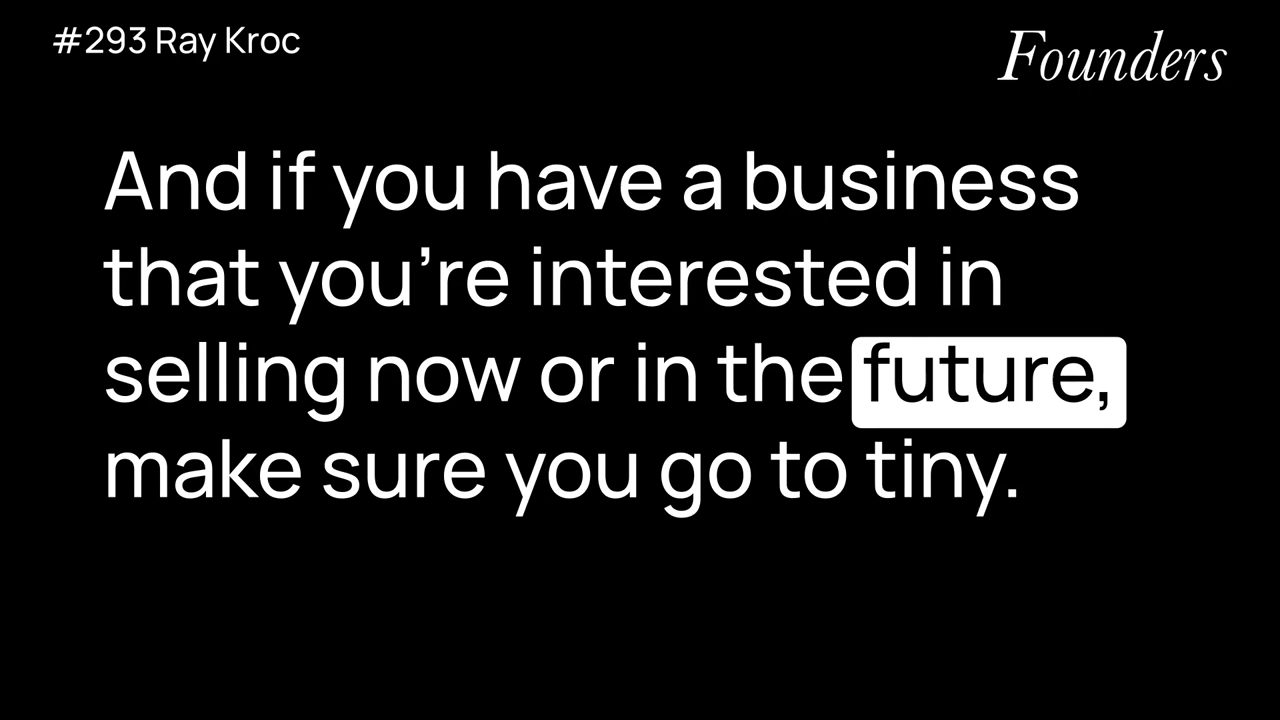 #293 Ray Kroc
Founders
And if you have a business
that you’re interested in
selling now or in the future,
make sure you go to tiny.